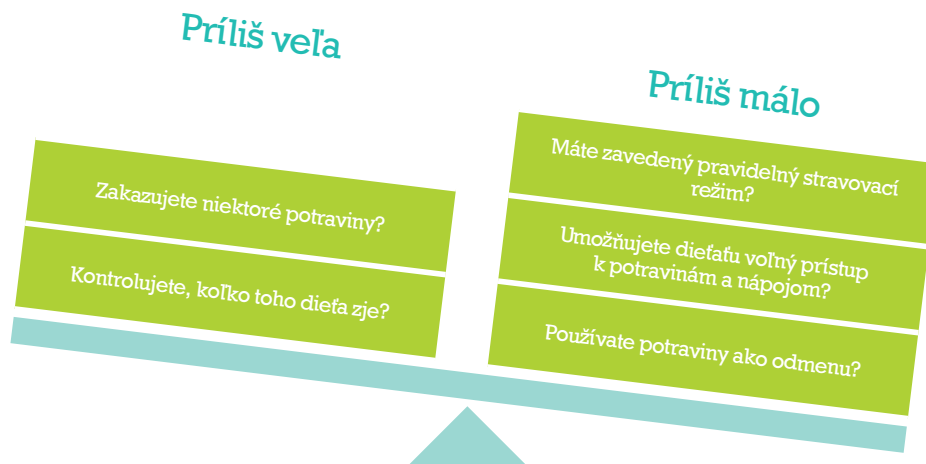 Príliš veľa
Zakazujete niektoré potraviny?
Kontrolujete, koľko toho dieťa zje?
Príliš málo
Máte zavedený pravidelný stravovací
režim?
Umožňujete dieťaťu voľný prístup
k potravinám a nápojom?
Používate potraviny ako odmenu?